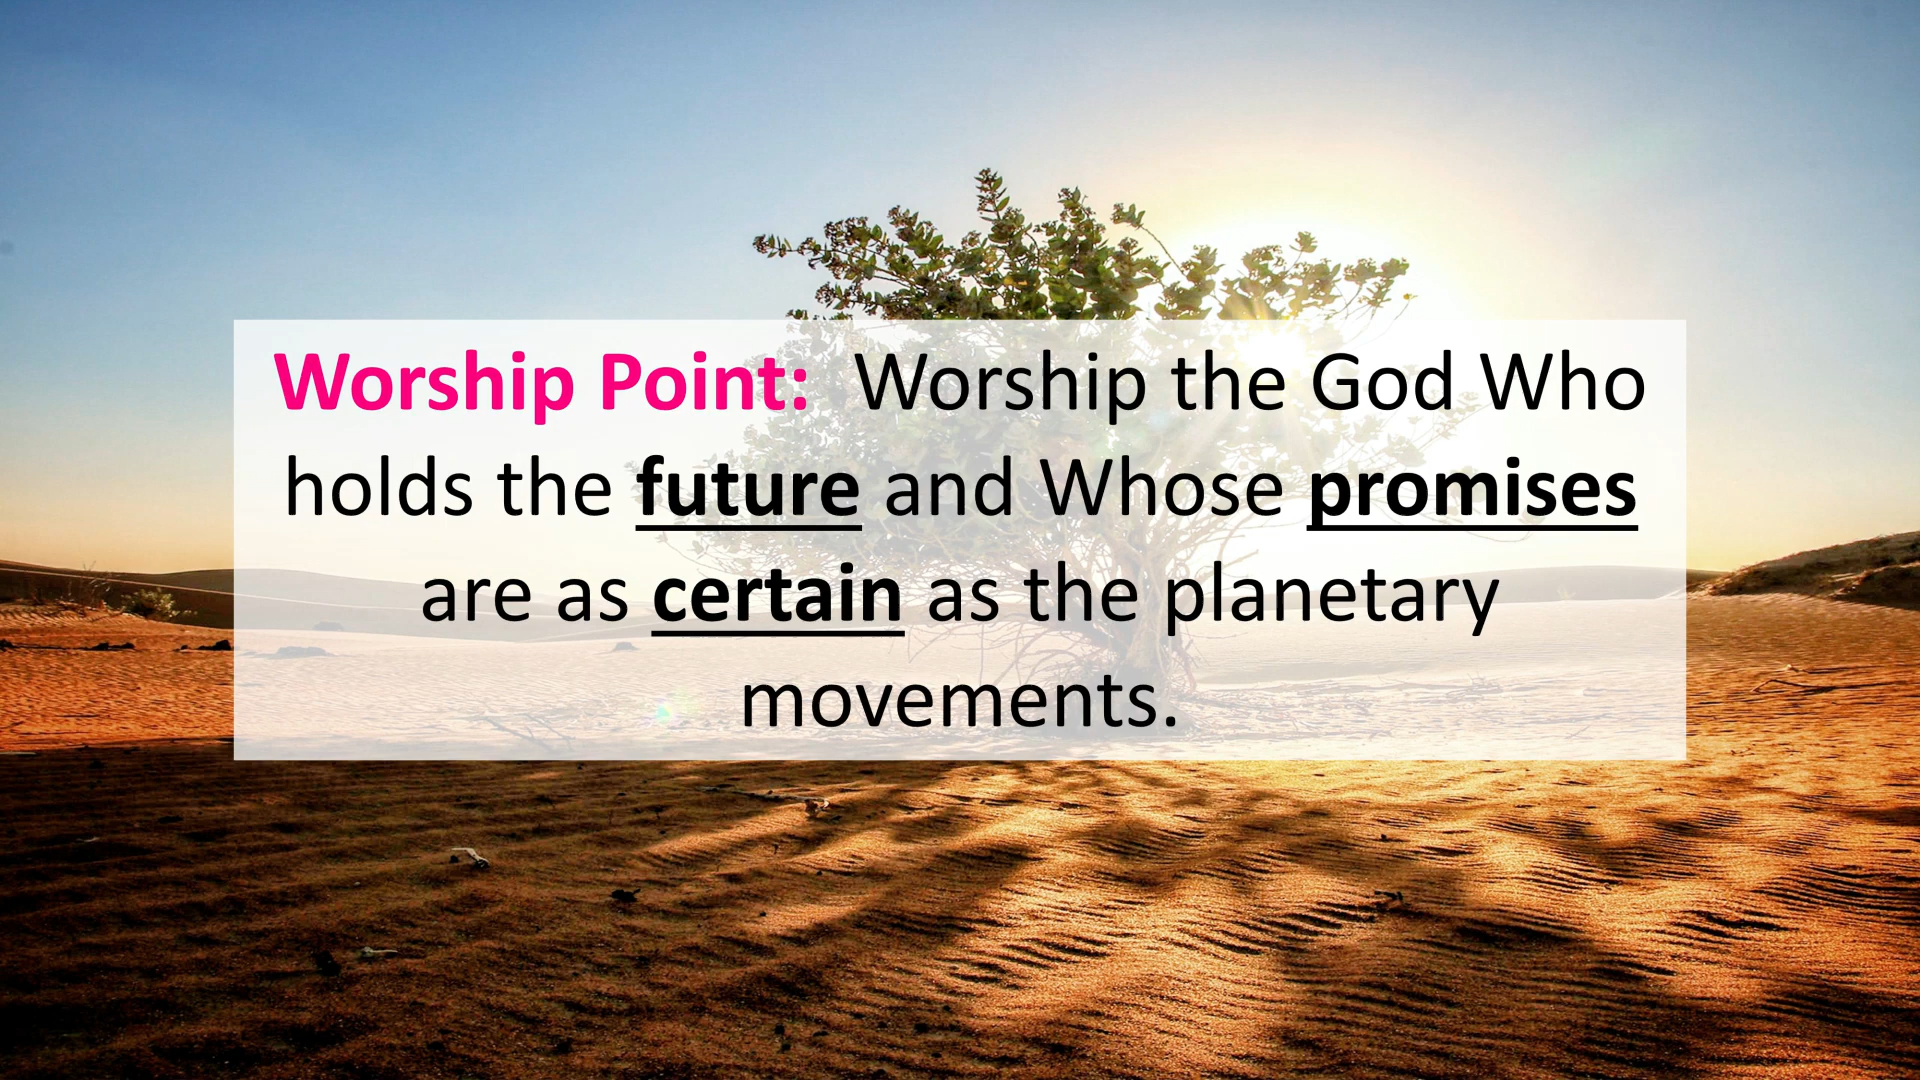 Worship Point:  Worship the God Who
holds the future and Whose promises
are as certain as the planetary
movements.